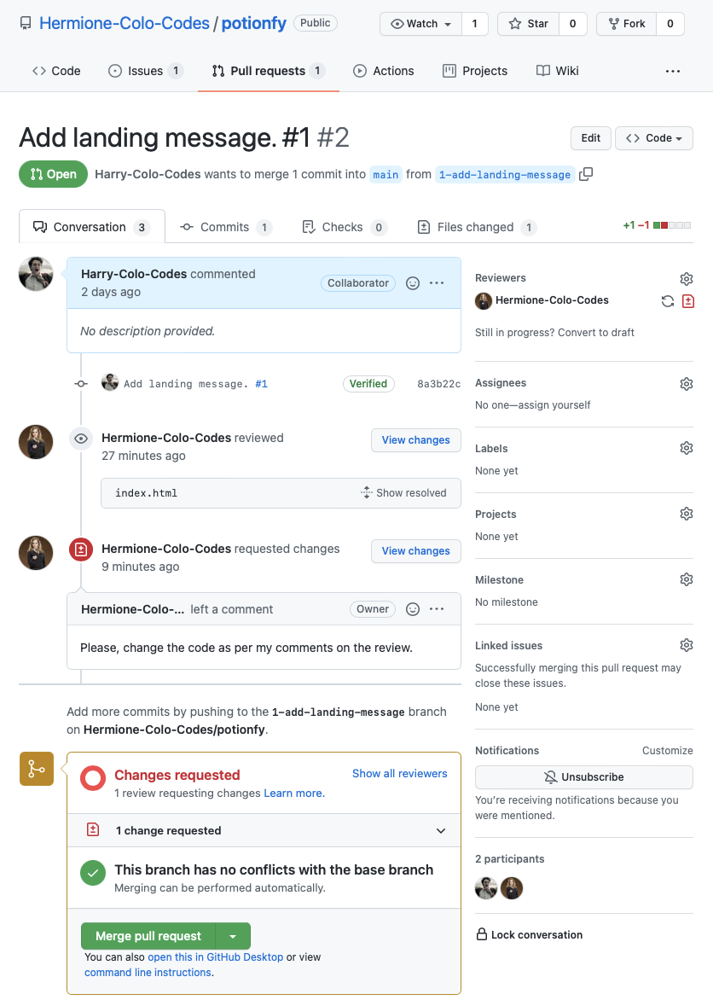 Hermione-Colo-Codes / potionfy Public Watch 1 Star 0 Fork 0
Code Issues 1 Pull requests 1 Actions Projects Wiki ...
Add landing message. #1 #2 Edit Code
Open Harry-Colo-Codes wants to merge 1 commit into main from 1-add-landing-message
Conversation 3 Commits 1 Checks 0 Files changed 1 +1 −1
Harry-Colo-Codes commented
2 days ago
Collaborator ...
No description provided.
Add landing message. #1 Verified 8a3b22c
Hermione-Colo-Codes reviewed
27 minutes ago
View changes
index.html Show resolved
Hermione-Colo-Codes requested changes
9 minutes ago
View changes
Hermione-Colo-... left a comment Owner ...
Please, change the code as per my comments on the review.
Add more commits by pushing to the 1-add-landing-message branch
on Hermione-Colo-Codes/potionfy.
Changes requested Show all reviewers
1 review requesting changes Learn more.
1 change requested
This branch has no conflicts with the base branch
Merging can be performed automatically.
Merge pull request
You can also open this in GitHub Desktop or view
command line instructions.
Reviewers
Hermione-Colo-Codes
Still in progress? Convert to draft
Assignees
No one—assign yourself
Labels
None yet
Projects
None yet
Milestone
No milestone
Linked issues
Successfully merging this pull request may
close these issues.
None yet
Notifications Customize
Unsubscribe
You're receiving notifications because you
were mentioned.
2 participants
Lock conversation